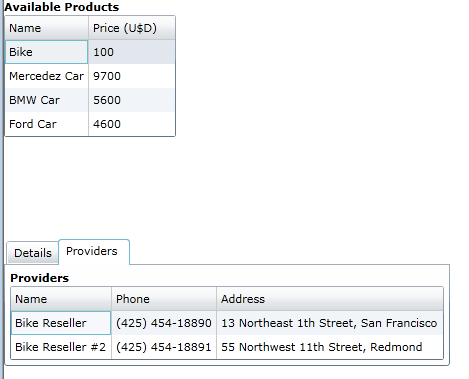 Available Products
Name Price (U$D)
Bike 100
Mercedez Car 9700
BMW Car 5600
Ford Car 4600
Details Providers
Providers
Name Phone Address
Bike Reseller (425) 454-18890 13 Northeast 1th Street, San Francisco
Bike Reseller #2 (425) 454-18891 55 Northwest 11th Street, Redmond